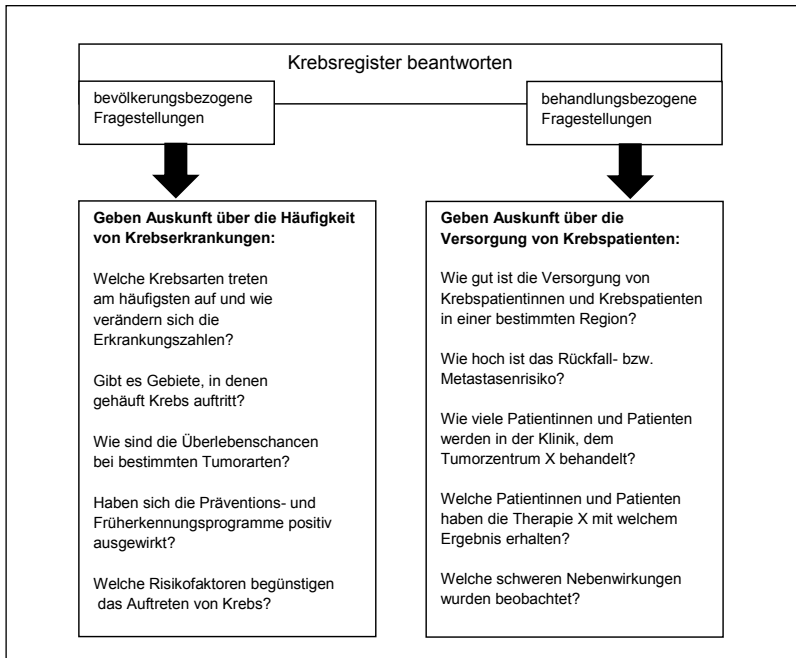 Krebsregister beantworten
bevölkerungsbezogene
Fragestellungen
behandlungsbezogene
Fragestellungen
Geben Auskunft über die Häufigkeit
von Krebserkrankungen:
Welche Krebsarten treten
am häufigsten auf und wie
verändern sich die
Erkrankungszahlen?
Gibt es Gebiete, in denen
gehäuft Krebs auftritt?
Wie sind die Überlebenschancen
bei bestimmten Tumorarten?
Haben sich die Präventions- und
Früherkennungsprogramme positiv
ausgewirkt?
Welche Risikofaktoren begünstigen
das Auftreten von Krebs?
Geben Auskunft über die
Versorgung von Krebspatienten:
Wie gut ist die Versorgung von
Krebspatientinnen und Krebspatienten
in einer bestimmten Region?
Wie hoch ist das Rückfall- bzw.
Metastasenrisiko?
Wie viele Patientinnen und Patienten
werden in der Klinik, dem
Tumorzentrum X behandelt?
Welche Patientinnen und Patienten
haben die Therapie X mit welchem
Ergebnis erhalten?
Welche schweren Nebenwirkungen
wurden beobachtet?